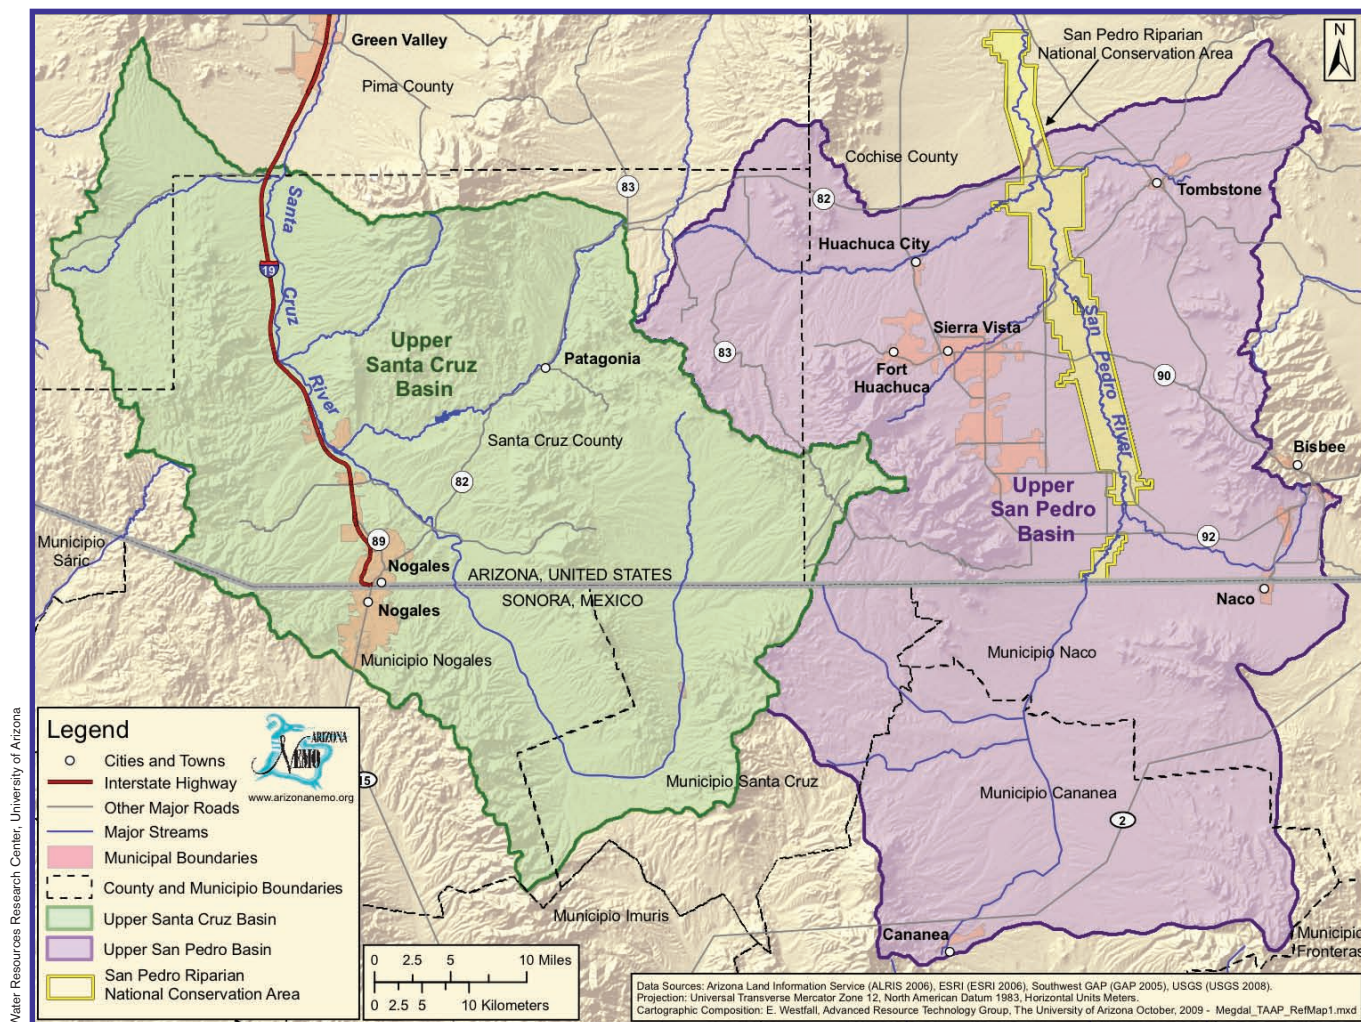 Green Valley
Pima County
San Pedro Riparian
National Conservation Area
N
Cochise County
83
82
Tombstone
Santa
Cruz
River
19
Huachuca City
Sierra Vista
Fort
Huachuca
San
Pedro
River
83
90
Upper
Santa Cruz
Basin
Patagonia
Santa Cruz County
82
Bisbee
Upper
San Pedro
Basin
92
Municipio
Sáric
89
Nogales
ARIZONA, UNITED STATES
SONORA, MEXICO
Nogales
Naco
Municipio Nogales
Municipio Naco
Municipio Santa Cruz
Municipio Cananea
15
2
Municipio Imuris
Cananea
Municipio
Fronteras
Legend
ARIZONA
NEMO
www.arizonanemo.org
Cities and Towns
Interstate Highway
Other Major Roads
Major Streams
Municipal Boundaries
County and Municipio Boundaries
Upper Santa Cruz Basin
Upper San Pedro Basin
San Pedro Riparian
National Conservation Area
0 2.5 5 10 Miles
0 2.5 5 10 Kilometers
Data Sources: Arizona Land Information Service (ALRIS 2006), ESRI (ESRI 2006), Southwest GAP (GAP 2005), USGS (USGS 2008).
Projection: Universal Transverse Mercator Zone 12, North American Datum 1983, Horizontal Units Meters.
Cartographic Composition: E. Westfall, Advanced Resource Technology Group, The University of Arizona October, 2009 - Megdal_TAAP_RefMap1.mxd
Water Resources Research Center, University of Arizona